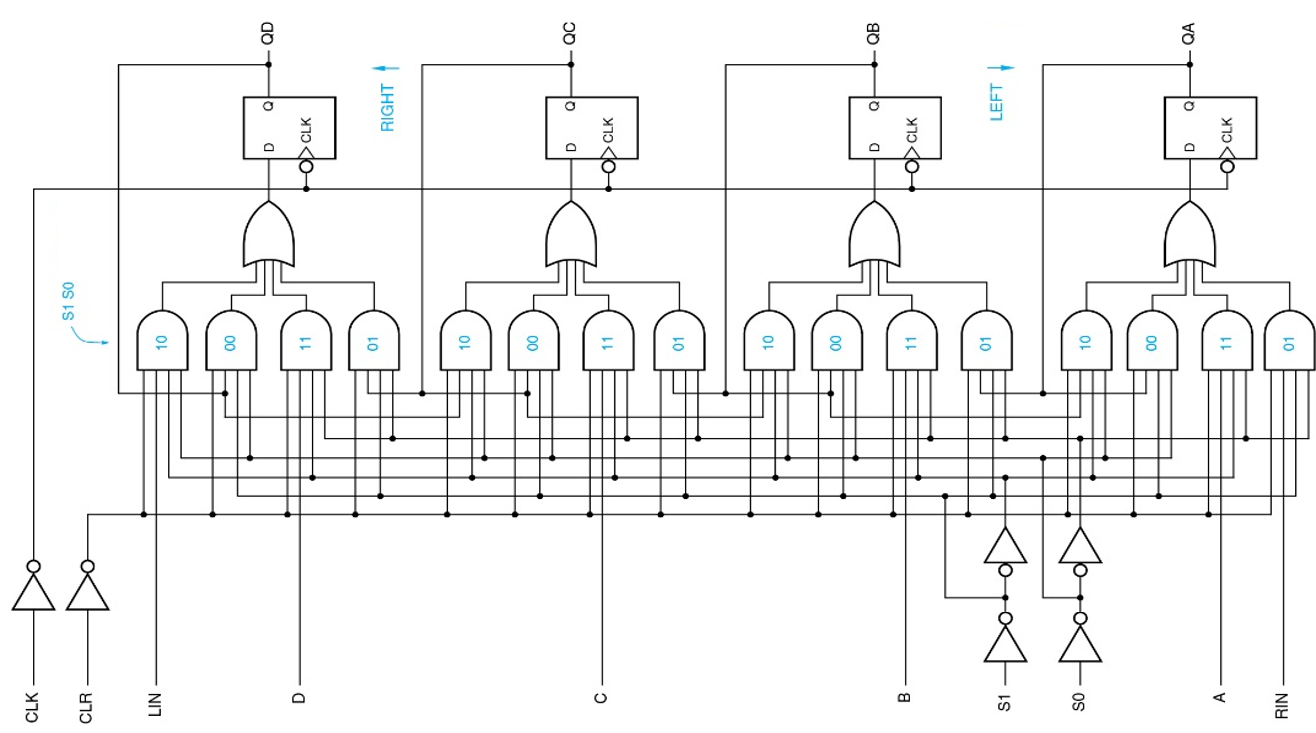 QD
QC
QB
QA
RIGHT
LEFT
Q
D
CLK
Q
D
CLK
Q
D
CLK
Q
D
CLK
S1 S0
10
00
11
01
10
00
11
01
10
00
11
01
10
00
11
01
CLK
CLR
LIN
D
C
B
S1
S0
A
RIN